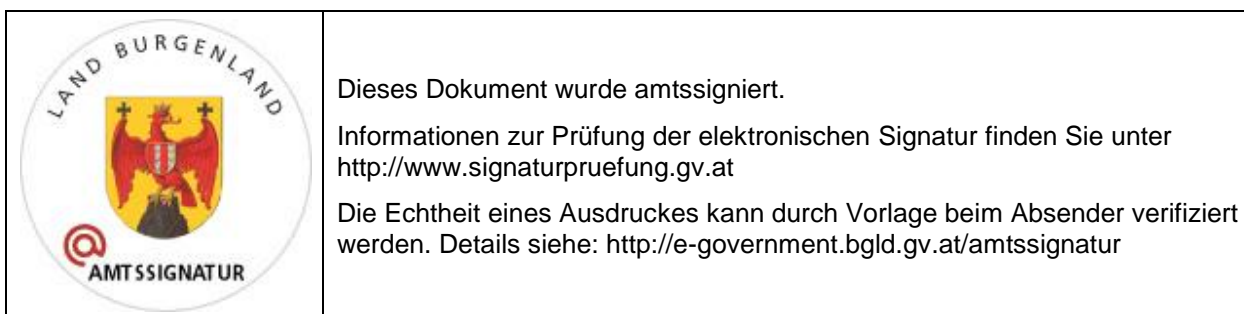 LAND BURGENLAND
AMTSSIGNATUR
Dieses Dokument wurde amtssigniert.
Informationen zur Prüfung der elektronischen Signatur finden Sie unter
http://www.signaturpruefung.gv.at
Die Echtheit eines Ausdruckes kann durch Vorlage beim Absender verifiziert
werden. Details siehe: http://e-government.bgld.gv.at/amtssignatur